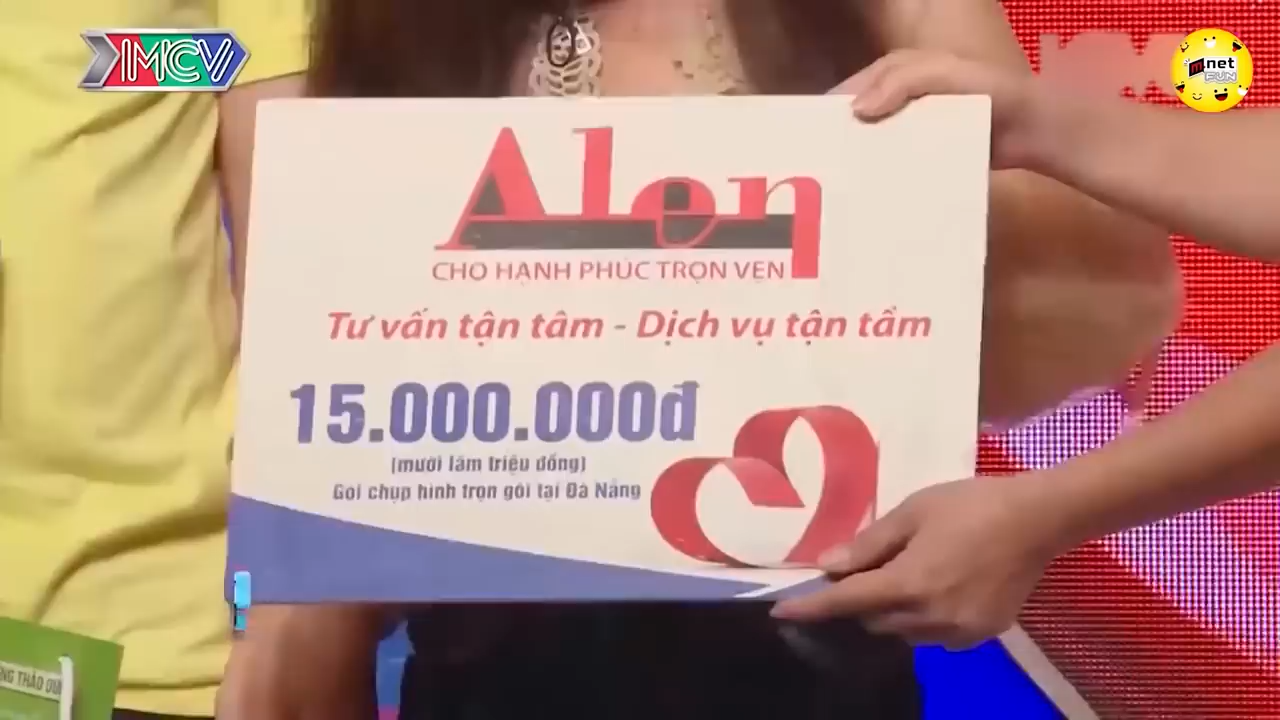 MCV
m.net
FUN
Alen
CHO HẠNH PHÚC TRỌN VẸN
Tư vấn tận tâm - Dịch vụ tận tầm
15.000.000đ
(mười lăm triệu đồng)
Gói chụp hình trọn gói tại Đà Nẵng
THẢO